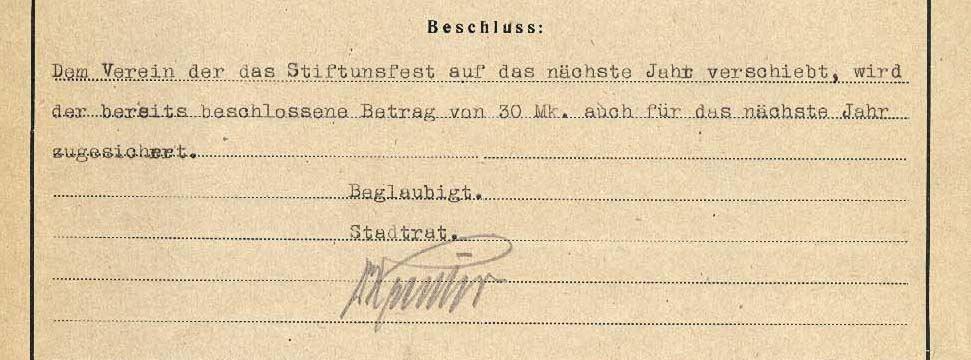 Beschluss:
Dem Verein der das Stiftunsfest auf das nächste Jahr verschiebt, wird
der bereits beschlossene Betrag von 30 Mk. auch für das nächste Jahr
zugesichert.
Beglaubigt.
Stadtrat.